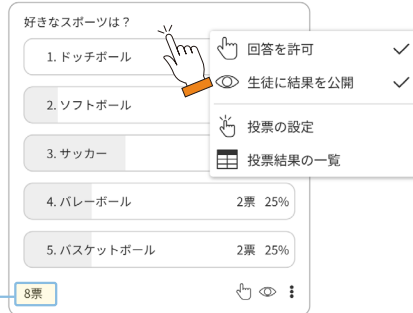 好きなスポーツは？
1. ドッチボール
回答を許可
生徒に結果を公開
2. ソフトボール
投票の設定
3. サッカー
投票結果の一覧
4. バレーボール 2票 25%
5. バスケットボール 2票 25%
8票